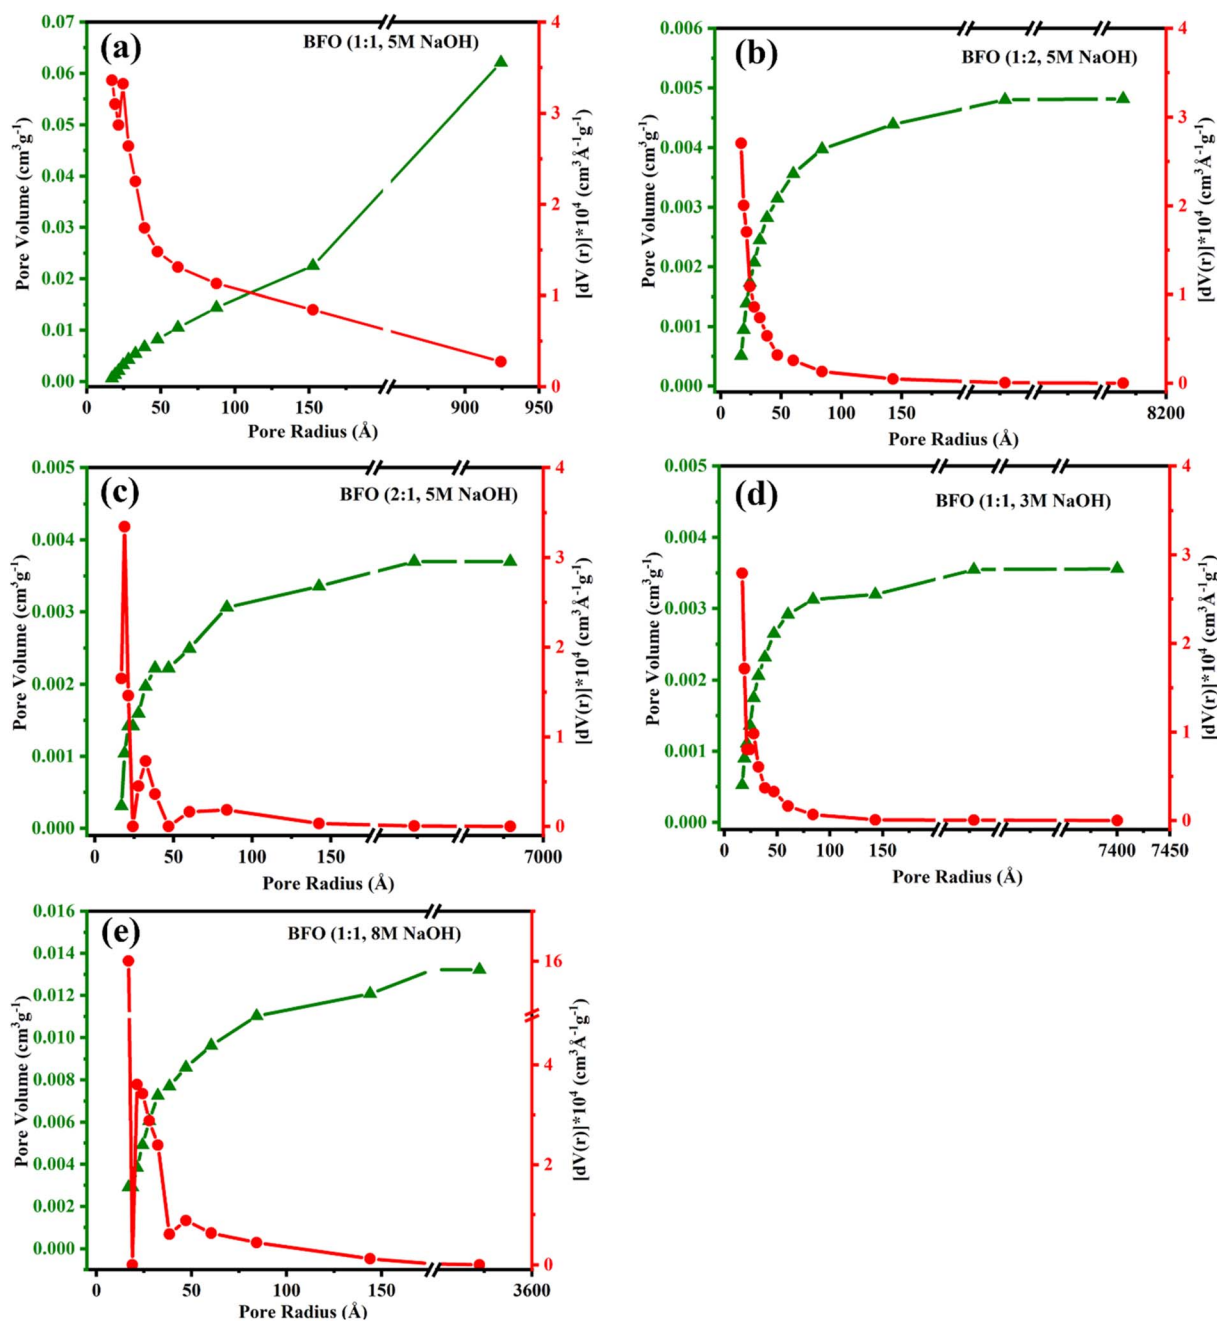 (a)
BFO (1:1, 5M NaOH)
0.07
0.06
0.05
0.04
0.03
0.02
0.01
0.00
Pore Volume (cm³g⁻¹)
4
3
2
1
0
[dV (r)]*10⁴ (cm³Å⁻¹g⁻¹)
0 50 100 150 900 950
Pore Radius (Å)
(b)
BFO (1:2, 5M NaOH)
0.006
0.005
0.004
0.003
0.002
0.001
0.000
Pore Volume (cm³g⁻¹)
4
3
2
1
0
[dV(r)]*10⁴ (cm³Å⁻¹g⁻¹)
0 50 100 150 8200
Pore Radius (Å)
(c)
BFO (2:1, 5M NaOH)
0.005
0.004
0.003
0.002
0.001
0.000
Pore Volume (cm³g⁻¹)
4
3
2
1
0
[dV(r)]*10⁴ (cm³Å⁻¹g⁻¹)
0 50 100 150 7000
Pore Radius (Å)
(d)
BFO (1:1, 3M NaOH)
0.005
0.004
0.003
0.002
0.001
0.000
Pore Volume (cm³g⁻¹)
4
3
2
1
0
[dV(r)]*10⁴ (cm³Å⁻¹g⁻¹)
0 50 100 150 7400 7450
Pore Radius (Å)
(e)
BFO (1:1, 8M NaOH)
0.016
0.014
0.012
0.010
0.008
0.006
0.004
0.002
0.000
Pore Volume (cm³g⁻¹)
16
4
2
0
[dV(r)]*10⁴ (cm³Å⁻¹g⁻¹)
0 50 100 150 3600
Pore Radius (Å)